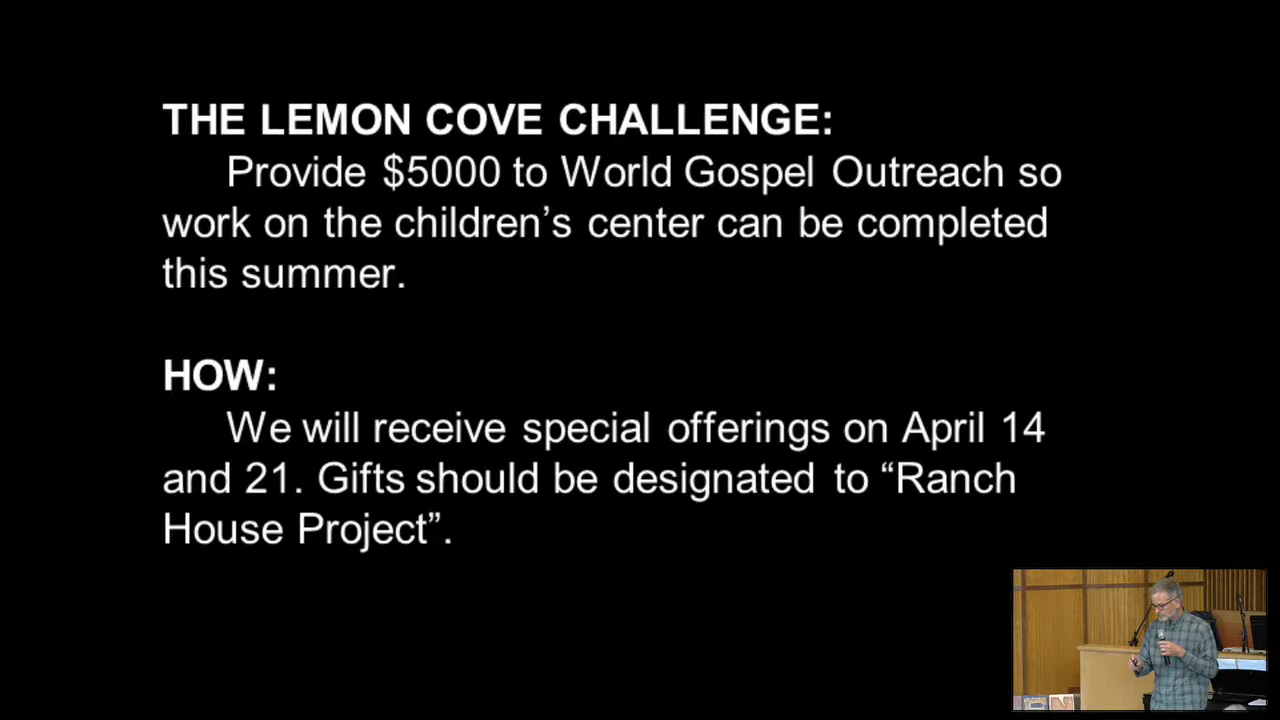 THE LEMON COVE CHALLENGE:
Provide $5000 to World Gospel Outreach so
work on the children’s center can be completed
this summer.
HOW:
We will receive special offerings on April 14
and 21. Gifts should be designated to “Ranch
House Project”.